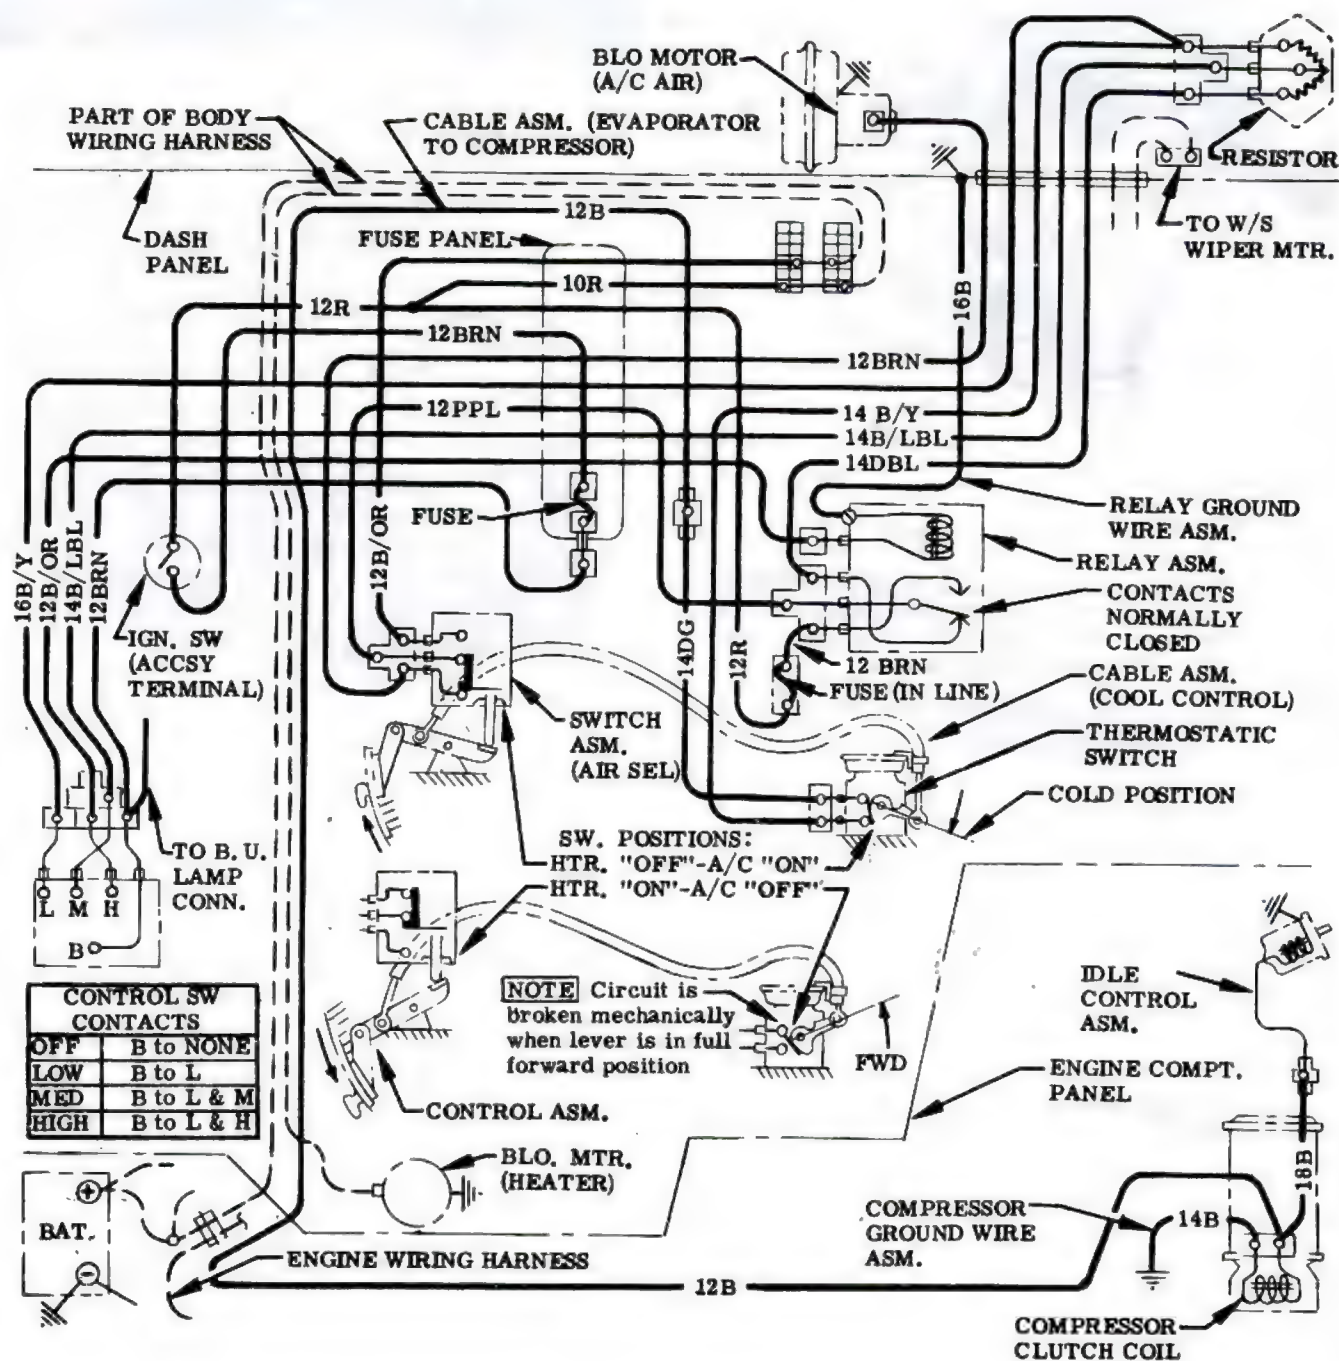 BLO MOTOR
(A/C AIR)
PART OF BODY
WIRING HARNESS
CABLE ASM. (EVAPORATOR
TO COMPRESSOR)
RESISTOR
TO W/S
WIPER MTR.
DASH
PANEL
12B
FUSE PANEL
10R
12R
16B
12BRN
12BRN
12PPL
14 B/Y
14B/LBL
14DBL
FUSE
RELAY GROUND
WIRE ASM.
RELAY ASM.
CONTACTS
NORMALLY
CLOSED
16B/Y
12B/OR
14B/LBL
12BRN
12B/OR
14DG
12R
IGN. SW
(ACCSY
TERMINAL)
12 BRN
FUSE (IN LINE)
CABLE ASM.
(COOL CONTROL)
SWITCH
ASM.
(AIR SEL)
THERMOSTATIC
SWITCH
COLD POSITION
TO B. U.
LAMP
CONN.
SW. POSITIONS:
HTR. "OFF"-A/C "ON"
HTR. "ON"-A/C "OFF"
L M H
B
NOTE Circuit is
broken mechanically
when lever is in full
forward position
FWD
IDLE
CONTROL
ASM.
CONTROL SW
CONTACTS
OFF B to NONE
LOW B to L
MED B to L & M
HIGH B to L & H
ENGINE COMPT.
PANEL
CONTROL ASM.
BLO. MTR.
(HEATER)
18B
BAT.
+
-
COMPRESSOR
GROUND WIRE
ASM.
14B
ENGINE WIRING HARNESS
12B
COMPRESSOR
CLUTCH COIL